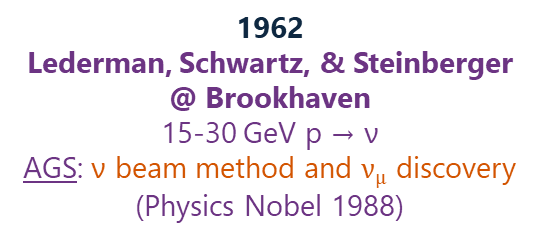 1962
Lederman, Schwartz, & Steinberger
@ Brookhaven
15-30 GeV p → ν
AGS: ν beam method and νμ discovery
(Physics Nobel 1988)